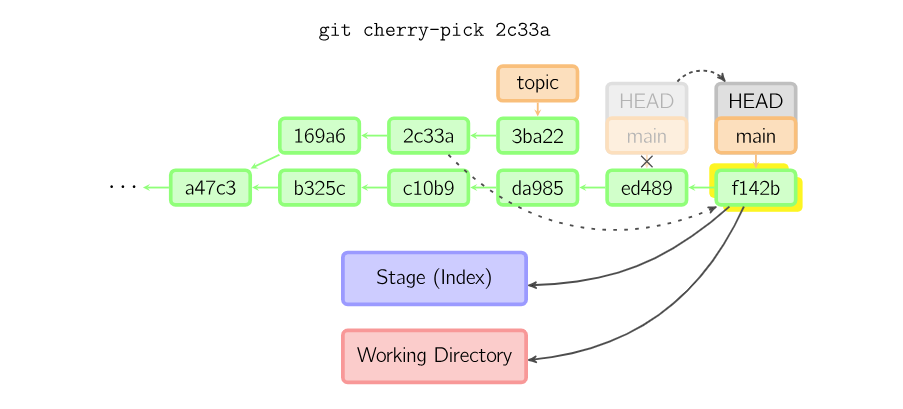 git cherry-pick 2c33a
topic
HEAD
HEAD
main
main
169a6
2c33a
3ba22
...
a47c3
b325c
c10b9
da985
ed489
f142b
Stage (Index)
Working Directory